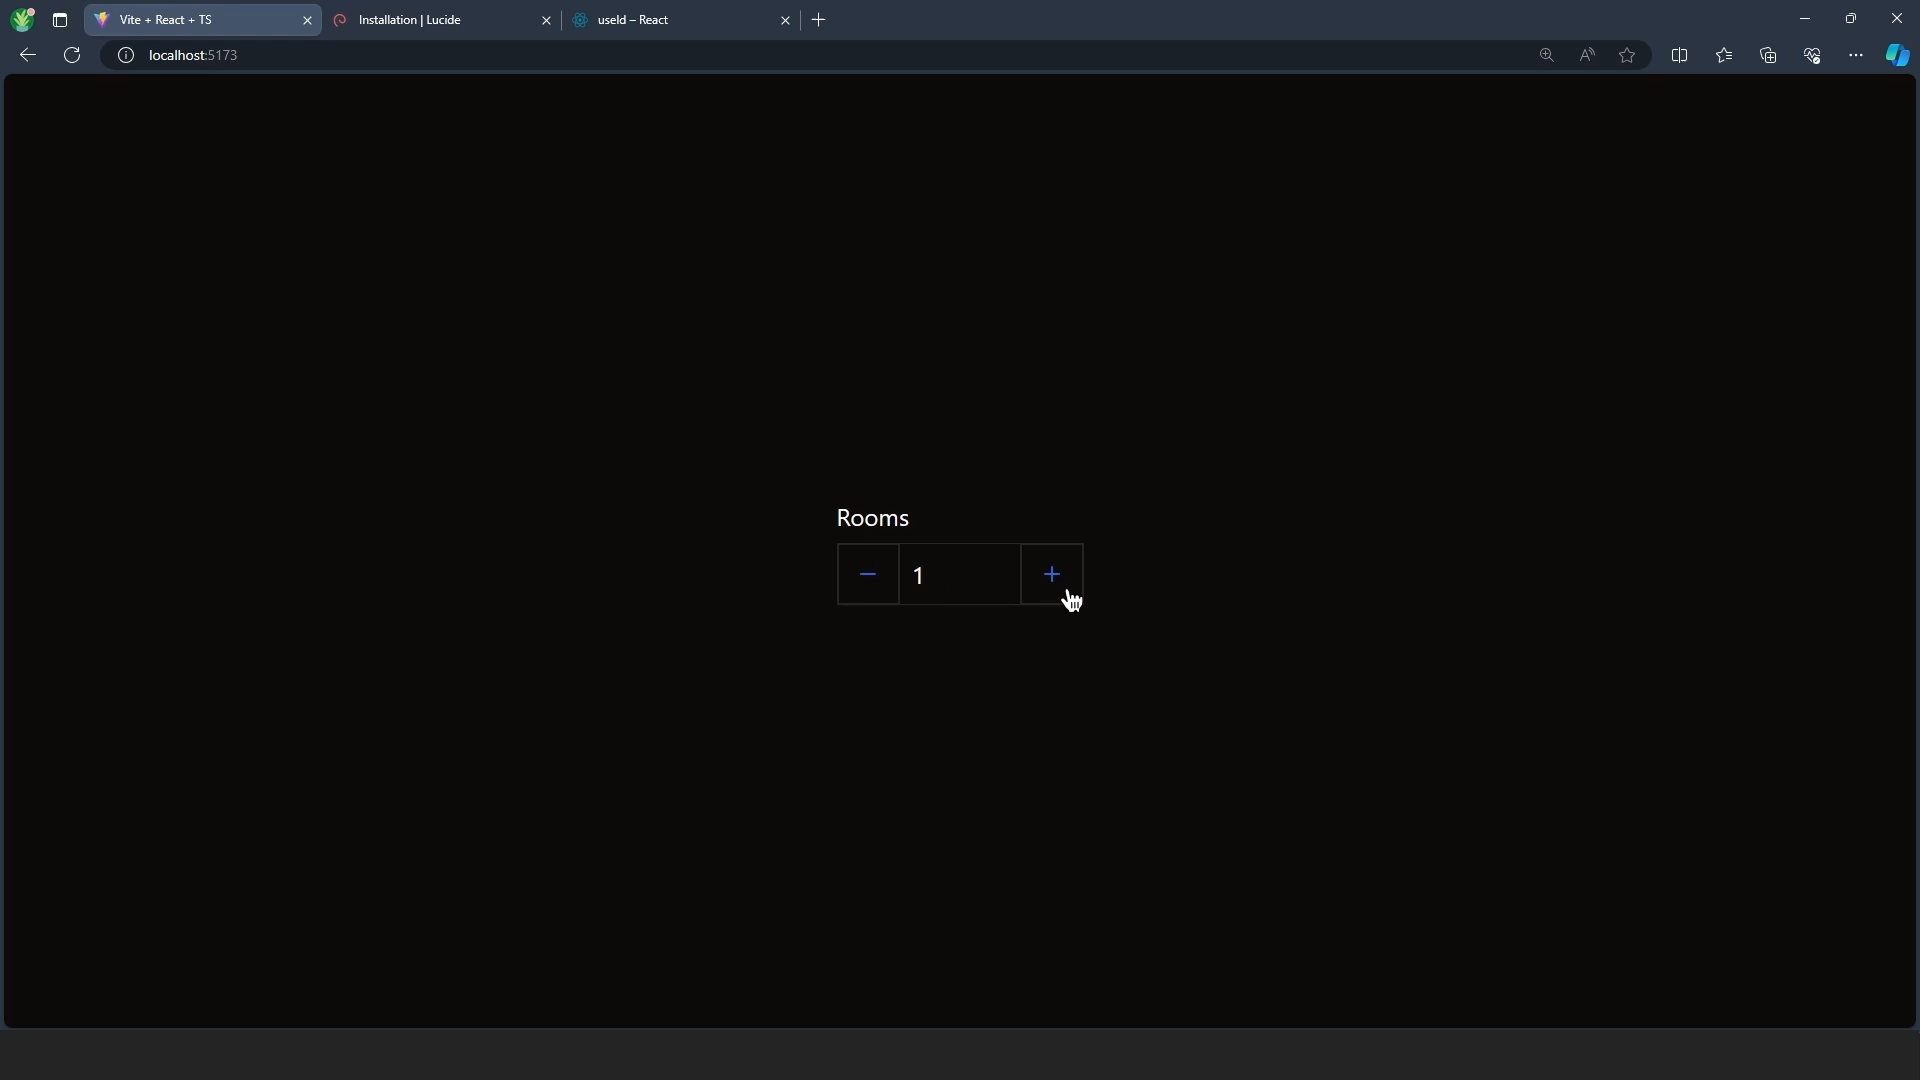 Vite + React + TS
Installation | Lucide
useId – React
localhost:5173
Rooms
1